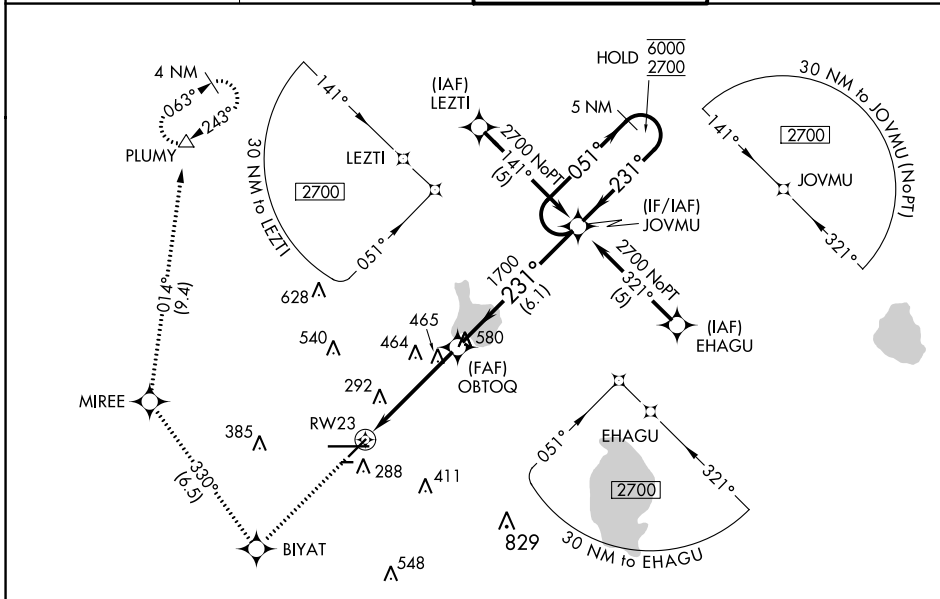 4 NM
063°
243°
PLUMY
014°
(9.4)
MIREE
330°
(6.5)
BIYAT
141°
LEZTI
2700
051°
30 NM to LEZTI
(IAF)
LEZTI
2700 NoPT
141°
(5)
HOLD
6000
2700
5 NM
051°
231°
(IF/IAF)
JOVMU
2700 NoPT
321°
(5)
(IAF)
EHAGU
30 NM to JOVMU (NoPT)
141°
2700
JOVMU
321°
1700
231°
(6.1)
628
540
464
465
580
(FAF)
OBTOQ
292
RW23
385
288
411
829
548
EHAGU
051°
321°
2700
30 NM to EHAGU